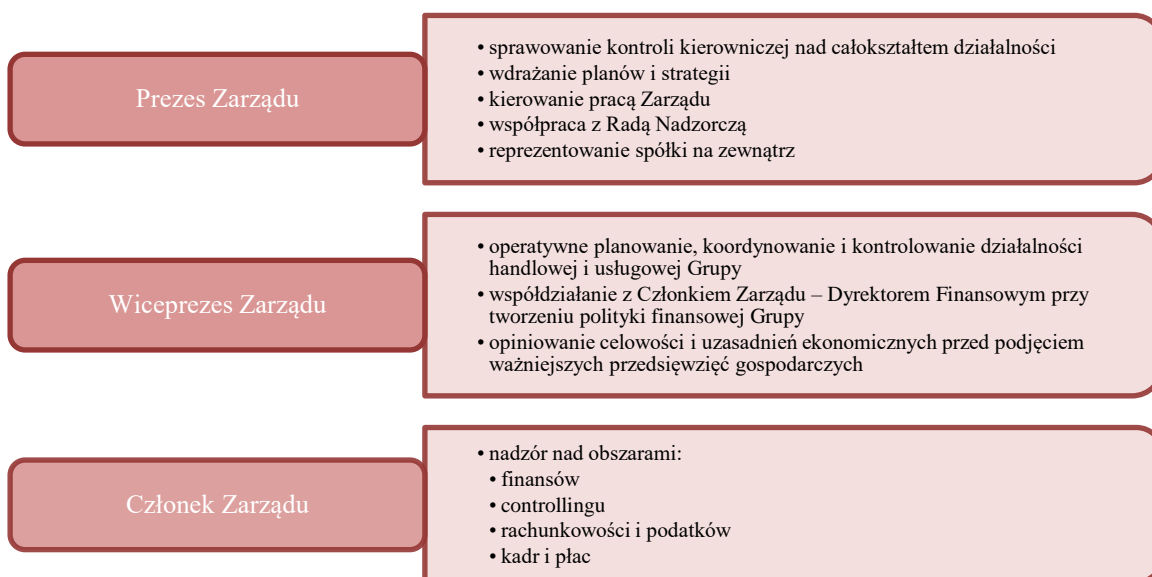 Prezes Zarządu
• sprawowanie kontroli kierowniczej nad całokształtem działalności
• wdrażanie planów i strategii
• kierowanie pracą Zarządu
• współpraca z Radą Nadzorczą
• reprezentowanie spółki na zewnątrz
Wiceprezes Zarządu
• operatywne planowanie, koordynowanie i kontrolowanie działalności
handlowej i usługowej Grupy
• współdziałanie z Członkiem Zarządu – Dyrektorem Finansowym przy
tworzeniu polityki finansowej Grupy
• opiniowanie celowości i uzasadnień ekonomicznych przed podjęciem
ważniejszych przedsięwzięć gospodarczych
Członek Zarządu
• nadzór nad obszarami:
• finansów
• controllingu
• rachunkowości i podatków
• kadr i płac